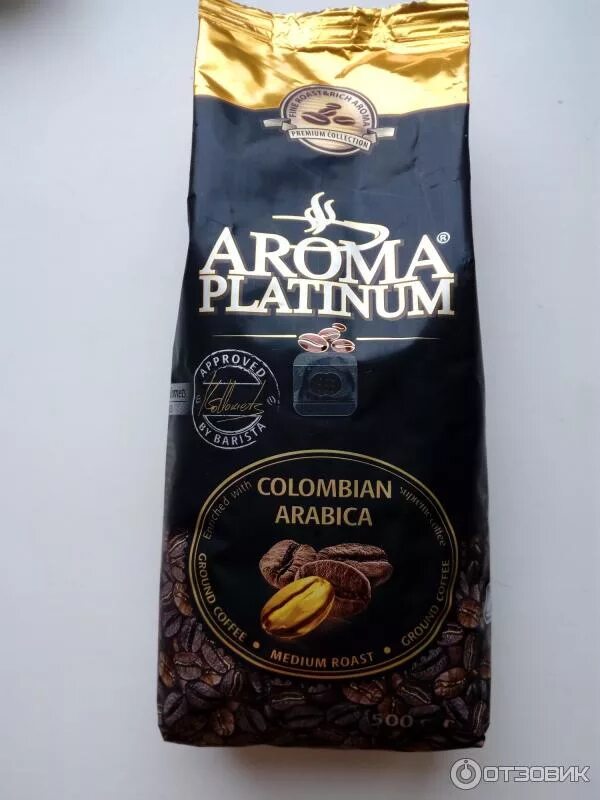 FINE ROAST & RICH AROMA
PREMIUM COLLECTION
AROMA®
PLATINUM
APPROVED
BY BARISTA
Enriched with
COLOMBIAN
ARABICA
supreme coffee
GROUND COFFEE • MEDIUM ROAST • GROUND COFFEE
500
ОТЗОВИК